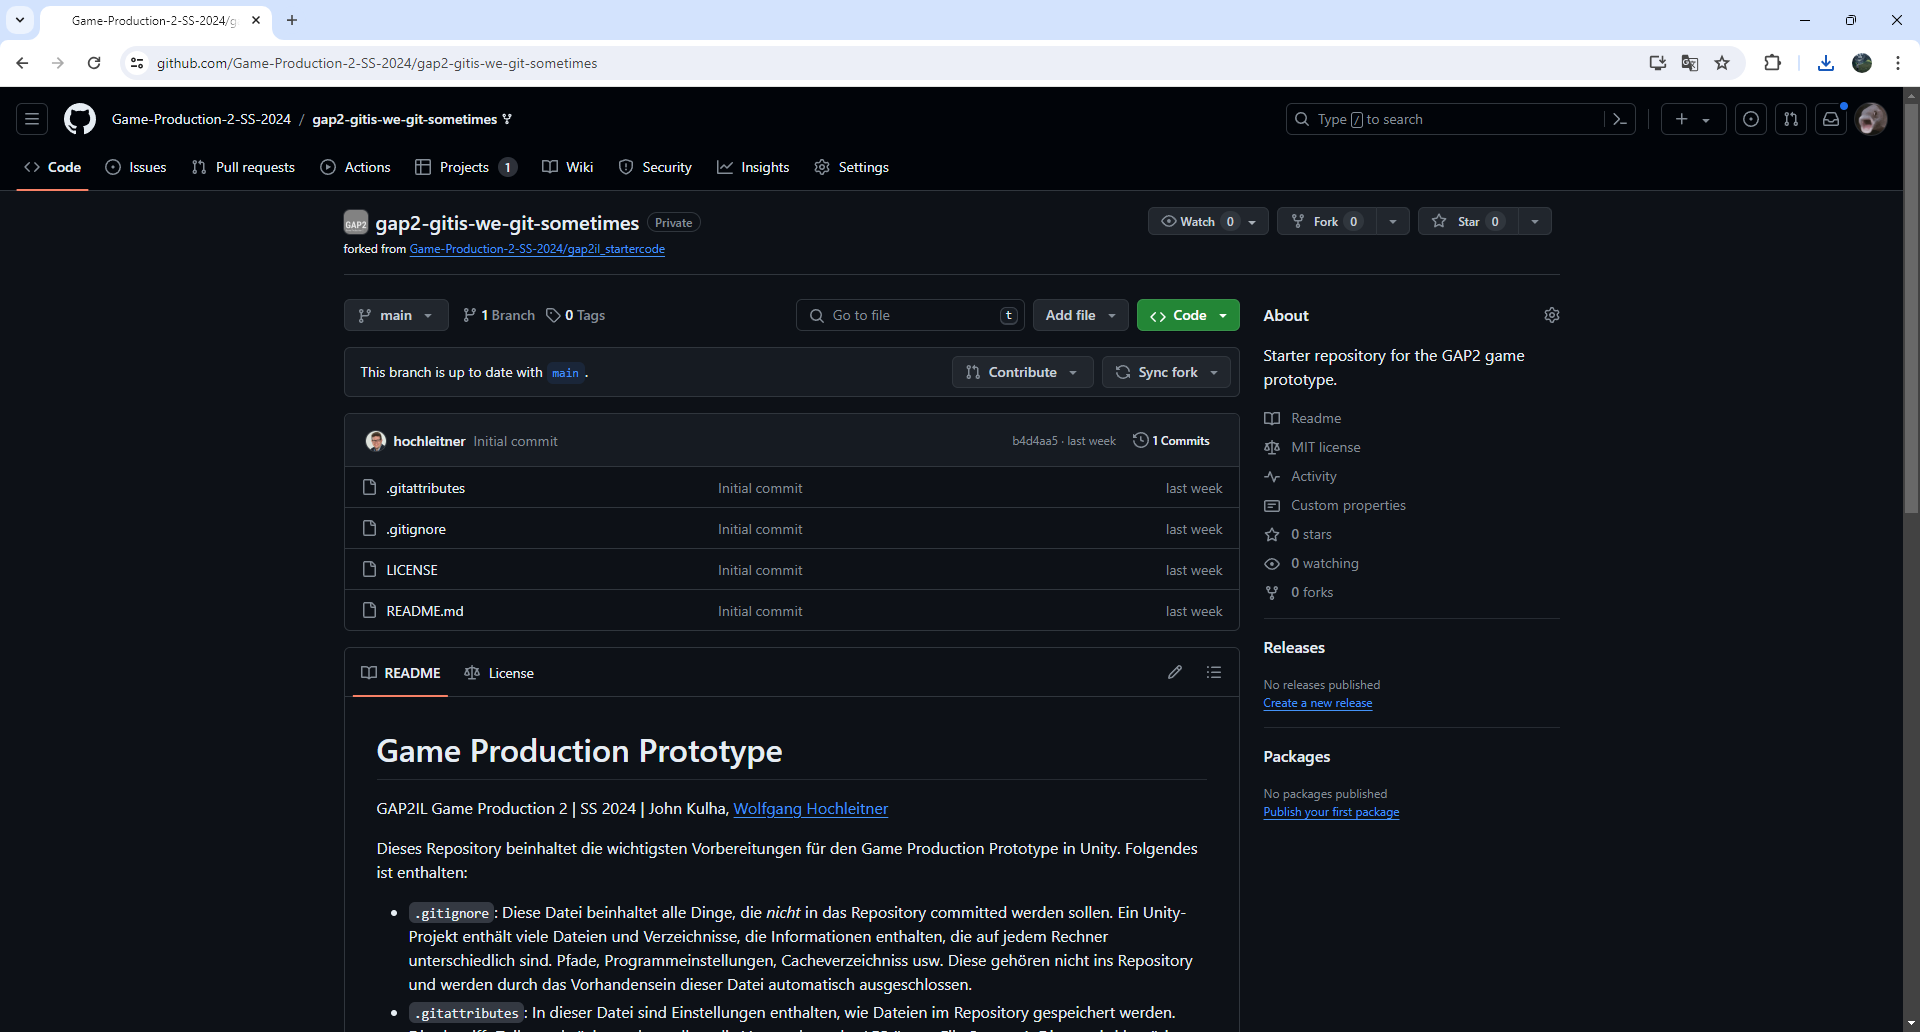 Game-Production-2-SS-2024/g
github.com/Game-Production-2-SS-2024/gap2-gitis-we-git-sometimes
Game-Production-2-SS-2024 / gap2-gitis-we-git-sometimes
Type / to search
Code Issues Pull requests Actions Projects 1 Wiki Security Insights Settings
GAP2 gap2-gitis-we-git-sometimes Private
Watch 0 Fork 0 Star 0
forked from Game-Production-2-SS-2024/gap2il_startercode
main 1 Branch 0 Tags
Go to file t Add file Code
This branch is up to date with main.
Contribute Sync fork
hochleitner Initial commit b4d4aa5 · last week 1 Commits
.gitattributes Initial commit last week
.gitignore Initial commit last week
LICENSE Initial commit last week
README.md Initial commit last week
README License
Game Production Prototype
GAP2IL Game Production 2 | SS 2024 | John Kulha, Wolfgang Hochleitner
Dieses Repository beinhaltet die wichtigsten Vorbereitungen für den Game Production Prototype in Unity. Folgendes
ist enthalten:
• .gitignore: Diese Datei beinhaltet alle Dinge, die nicht in das Repository committed werden sollen. Ein Unity-
Projekt enthält viele Dateien und Verzeichnisse, die Informationen enthalten, die auf jedem Rechner
unterschiedlich sind. Pfade, Programmeinstellungen, Cacheverzeichniss usw. Diese gehören nicht ins Repository
und werden durch das Vorhandensein dieser Datei automatisch ausgeschlossen.
• .gitattributes: In dieser Datei sind Einstellungen enthalten, wie Dateien im Repository gespeichert werden.
About
Starter repository for the GAP2 game
prototype.
Readme
MIT license
Activity
Custom properties
0 stars
0 watching
0 forks
Releases
No releases published
Create a new release
Packages
No packages published
Publish your first package